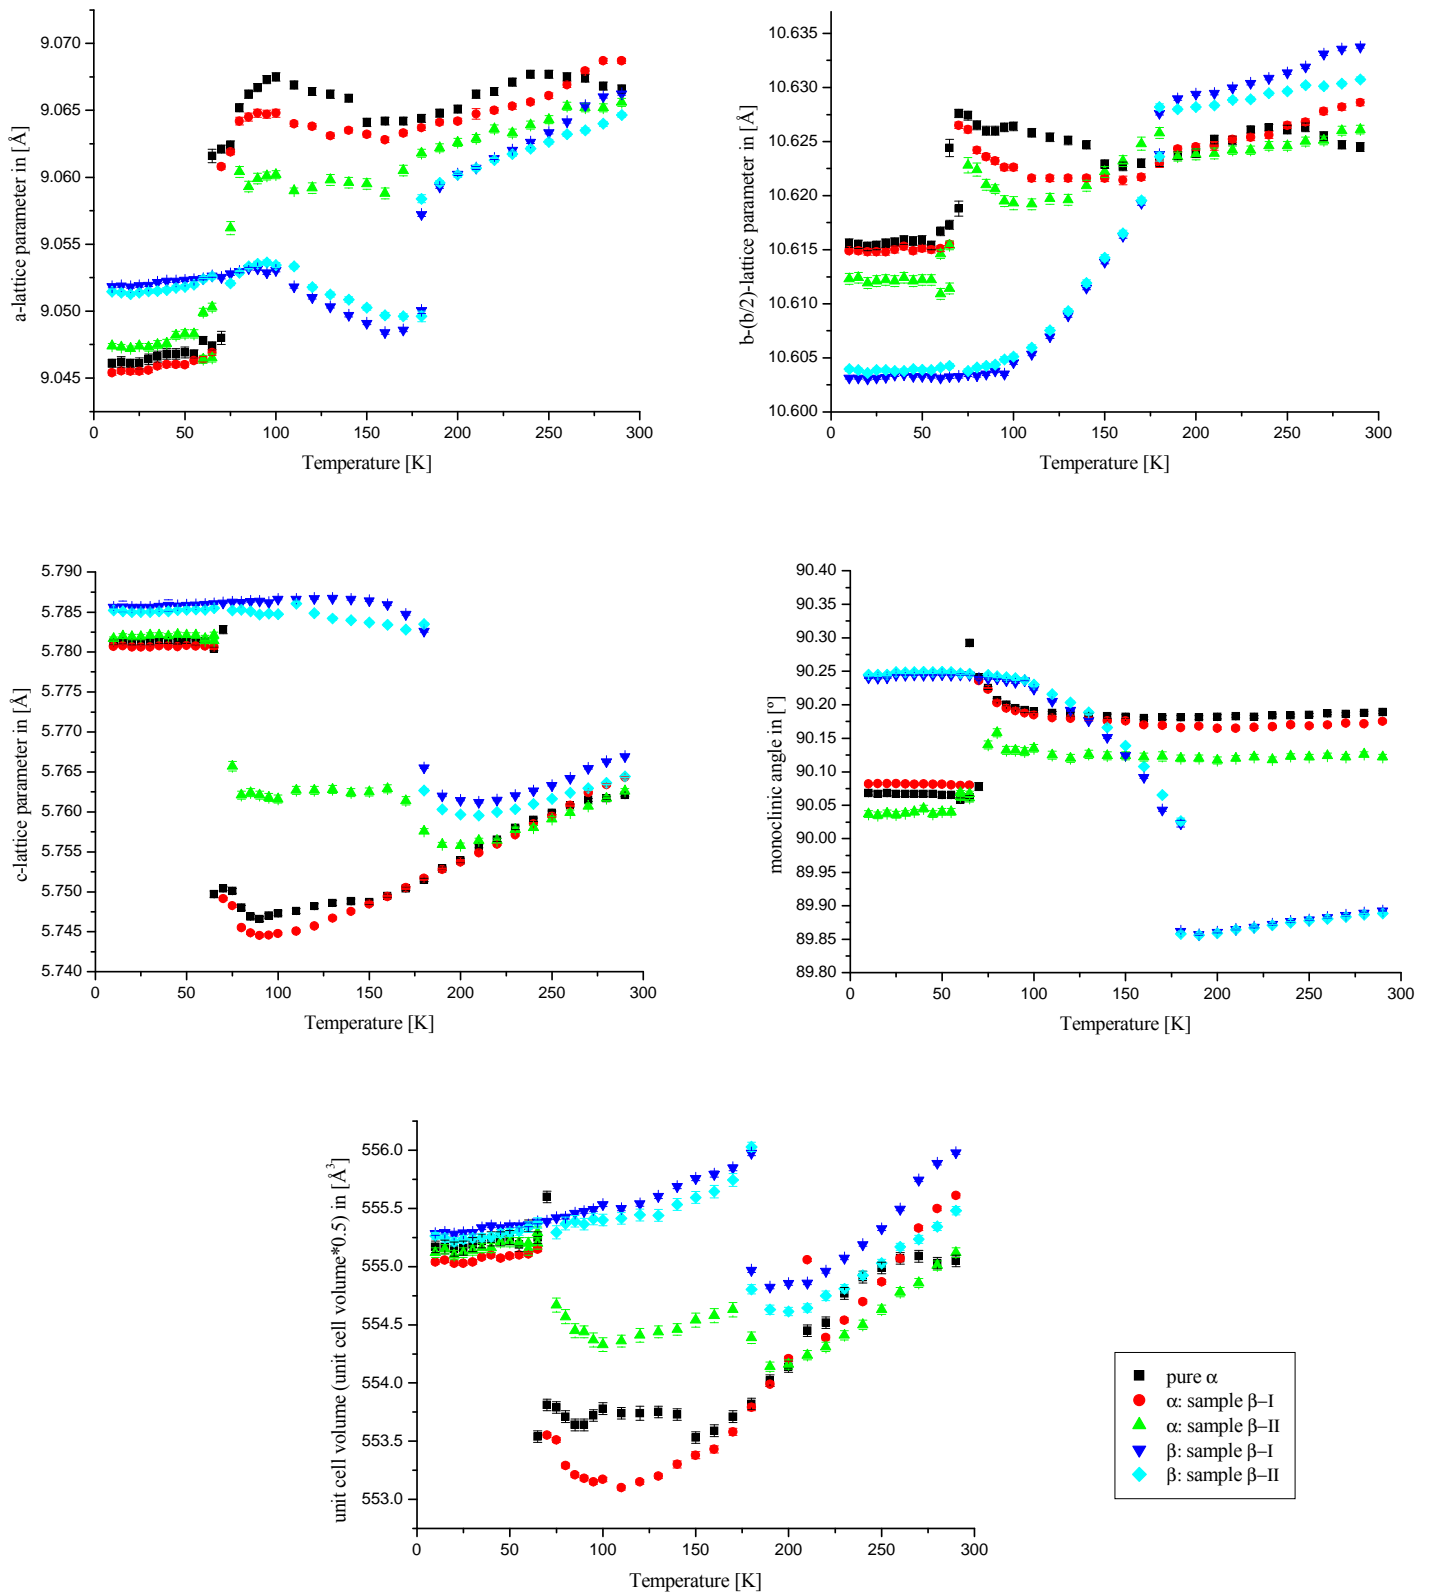 9.070
9.065
9.060
9.055
9.050
9.045
a-lattice parameter in [Å]
0 50 100 150 200 250 300
Temperature [K]
10.635
10.630
10.625
10.620
10.615
10.610
10.605
10.600
b-(b/2)-lattice parameter in [Å]
0 50 100 150 200 250 300
Temperature [K]
5.790
5.785
5.780
5.775
5.770
5.765
5.760
5.755
5.750
5.745
5.740
c-lattice parameter in [Å]
0 50 100 150 200 250 300
Temperature [K]
90.40
90.35
90.30
90.25
90.20
90.15
90.10
90.05
90.00
89.95
89.90
89.85
89.80
monoclinic angle in [º]
0 50 100 150 200 250 300
Temperature [K]
556.0
555.5
555.0
554.5
554.0
553.5
553.0
unit cell volume (unit cell volume*0.5) in [Å³]
0 50 100 150 200 250 300
Temperature [K]
pure α
α: sample β–I
α: sample β–II
β: sample β–I
β: sample β–II